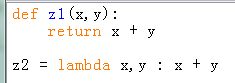 def z1(x,y):
    return x + y
z2 = lambda x,y : x + y